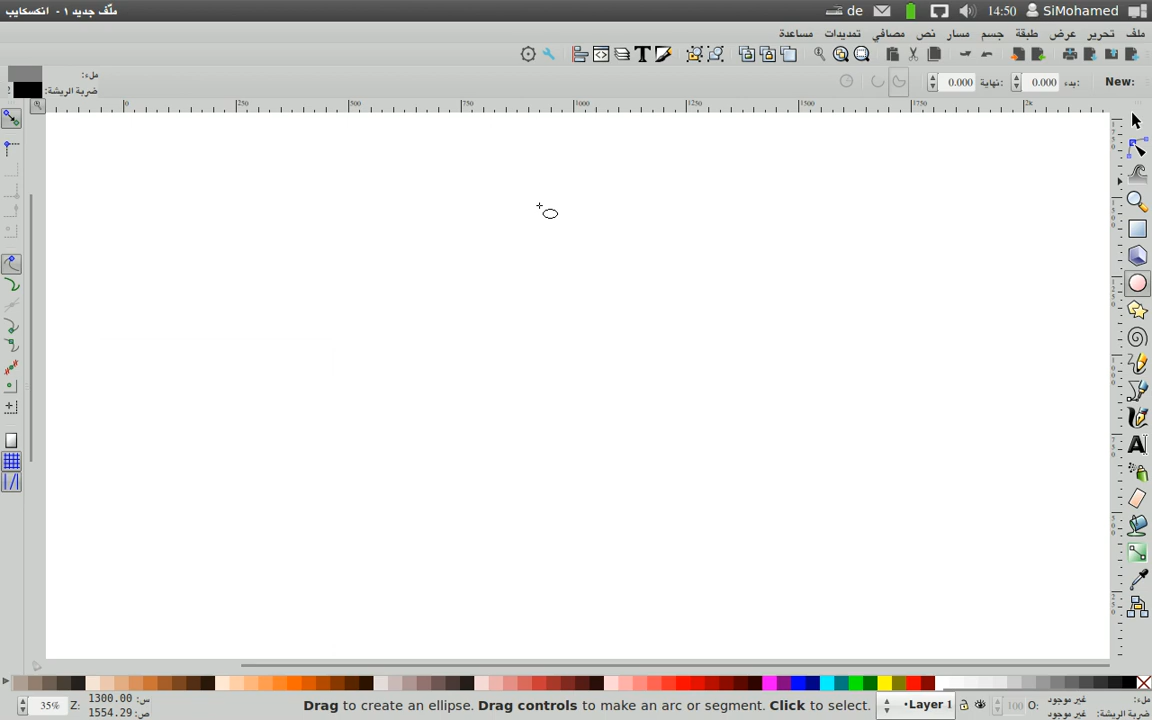 ملّف جديد ١ - انكسكايب
de 14:50 SiMohamed
ملف تحرير عرض طبقة جسم مسار نص مصافي تمديدات مساعدة
New: بدء: 0.000 نهاية: 0.000
ملء:
ضربة الريشة:
0 250 500 750 1000 1250 1500 1750 2k
35% Z:
س: 1300.00
ص: 1554.29
Drag to create an ellipse. Drag controls to make an arc or segment. Click to select.
•Layer 1
100 O:
ملء: غير موجود
ضربة الريشة: غير موجود